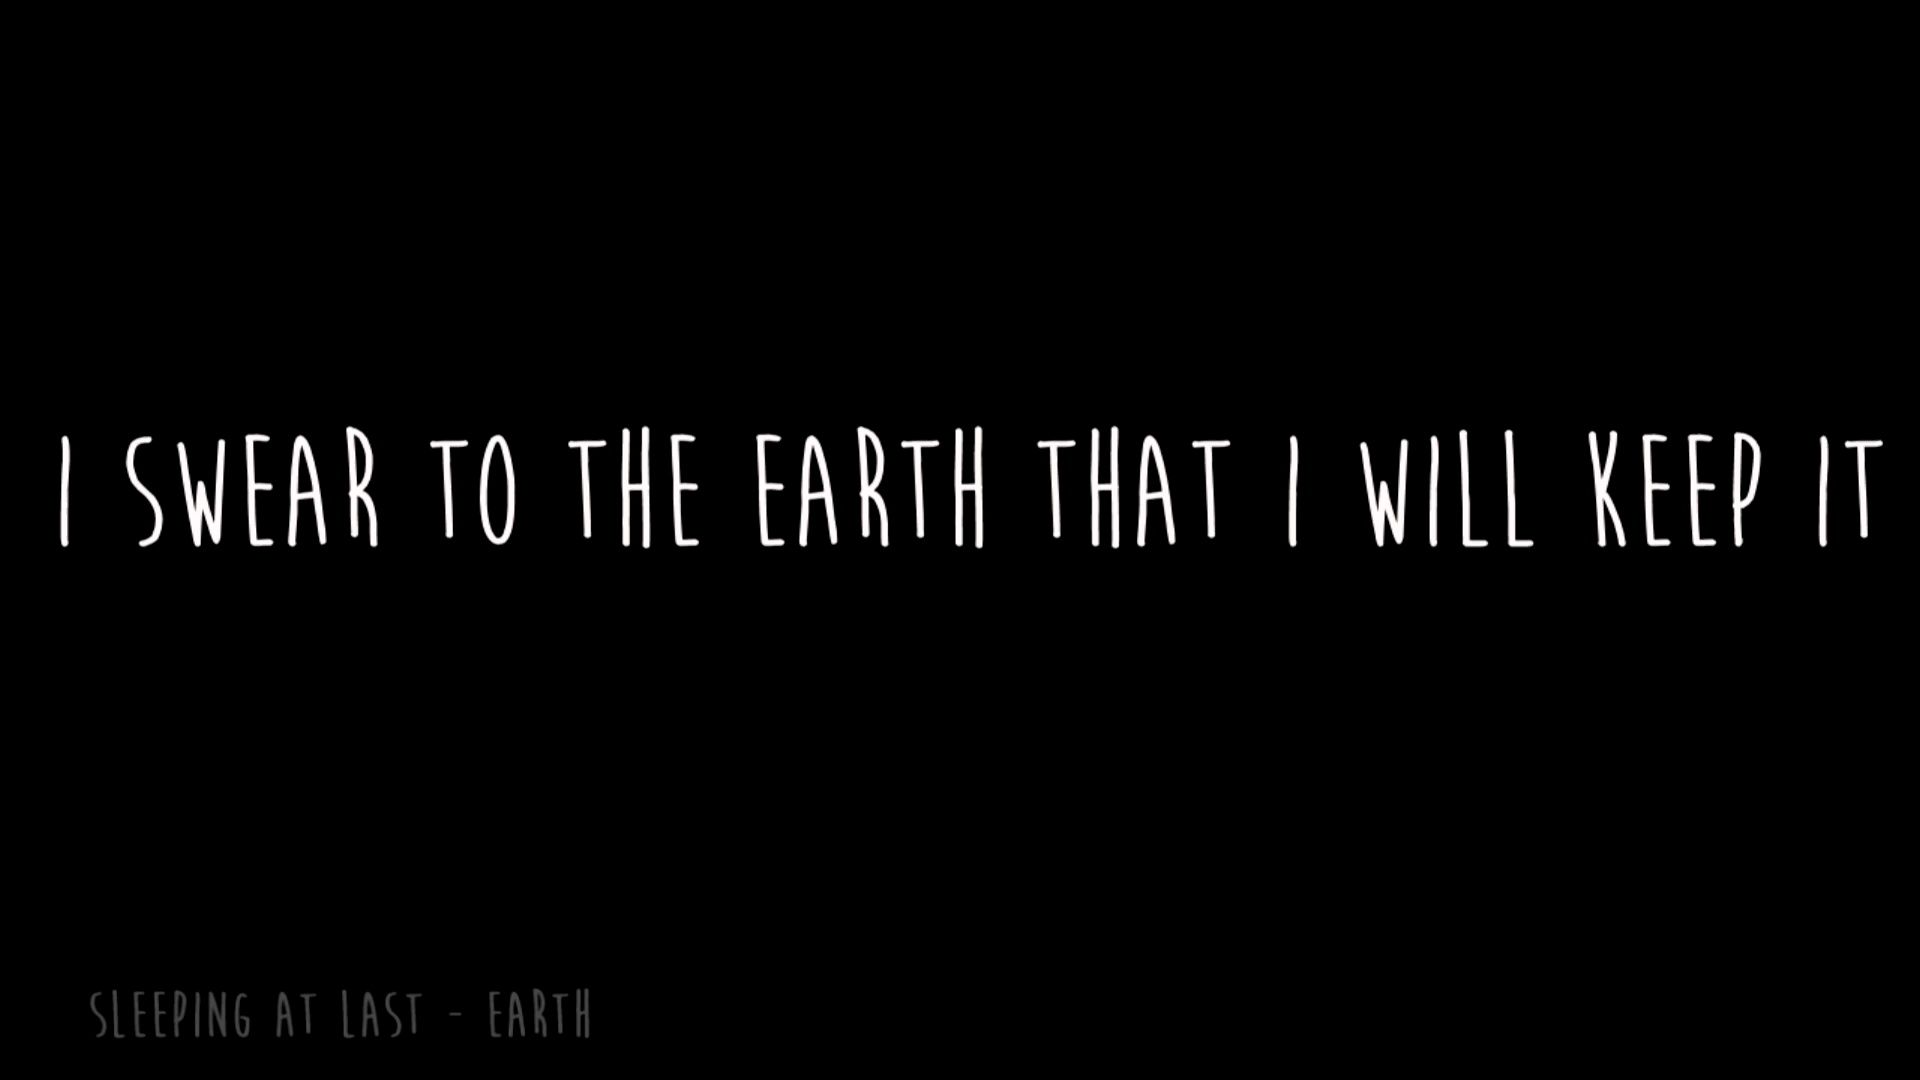 I SWEAR TO THE EARTH THAT I WILL KEEP IT
SLEEPING AT LAST - EARTH